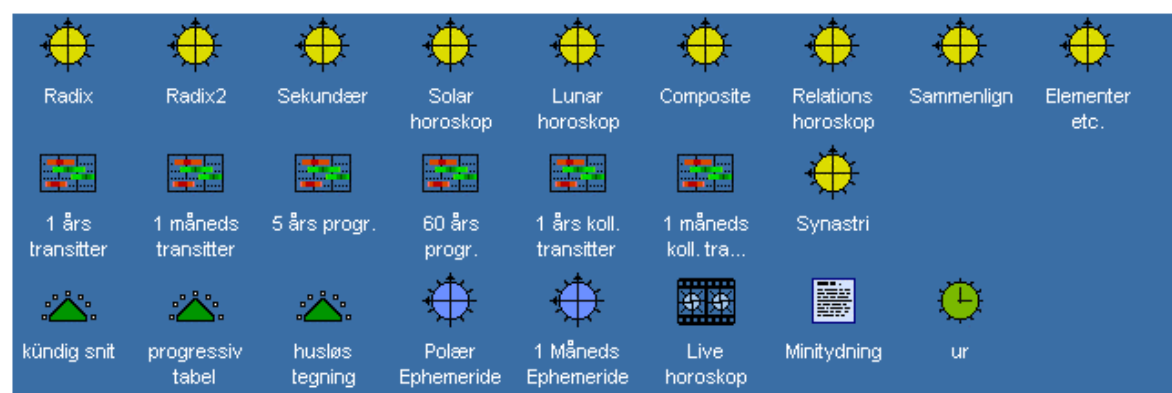 Radix Radix2 Sekundær Solar Lunar Composite Relations Sammenlign Elementer
horoskop horoskop horoskop etc.
1 års 1 måneds 5 års progr. 60 års 1 års koll. 1 måneds Synastri
transitter transitter progr. transitter koll. tra...
kündig snit progressiv husløs Polær 1 Måneds Live Minitydning ur
tabel tegning Ephemeride Ephemeride horoskop